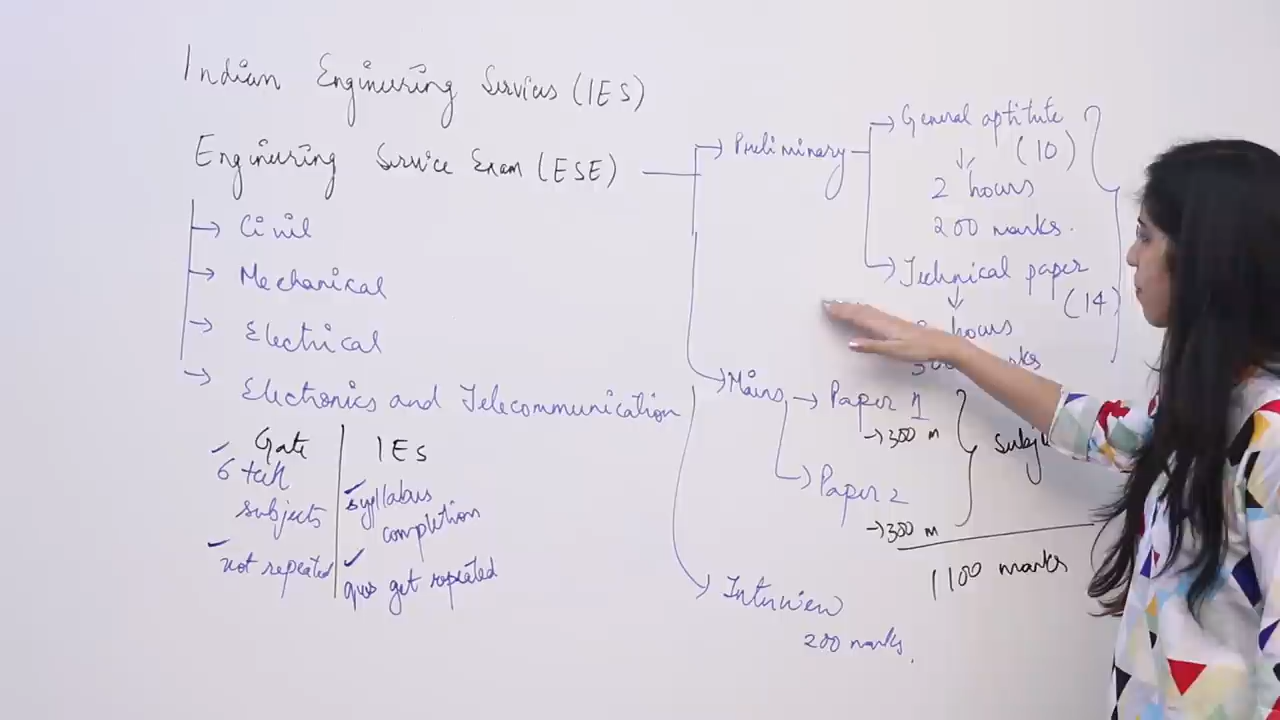 Indian Engineering Services (IES)
Engineering Service Exam (ESE)
→ Civil
→ Mechanical
→ Electrical
→ Electronics and Telecommunication
Gate
✓ 6 tech
subjects
✓ not repeated
IEs
✓ syllabus
completion
✓ ques get repeated
→ Preliminary
→ General aptitute
(10)
↓
2 hours
200 marks.
→ Technical paper
(14)
↓
hours
→ Mains
→ Paper 1
→ 300 m
→ Paper 2
→ 300 m
1100 marks
→ Interview
200 marks.